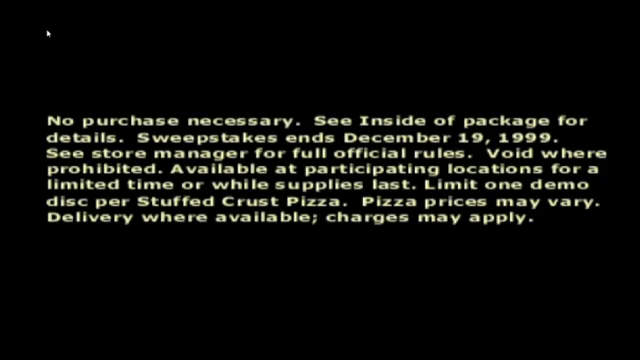 No purchase necessary.  See Inside of package for
details.  Sweepstakes ends December 19, 1999.
See store manager for full official rules.  Void where
prohibited. Available at participating locations for a
limited time or while supplies last. Limit one demo
disc per Stuffed Crust Pizza.  Pizza prices may vary.
Delivery where available; charges may apply.